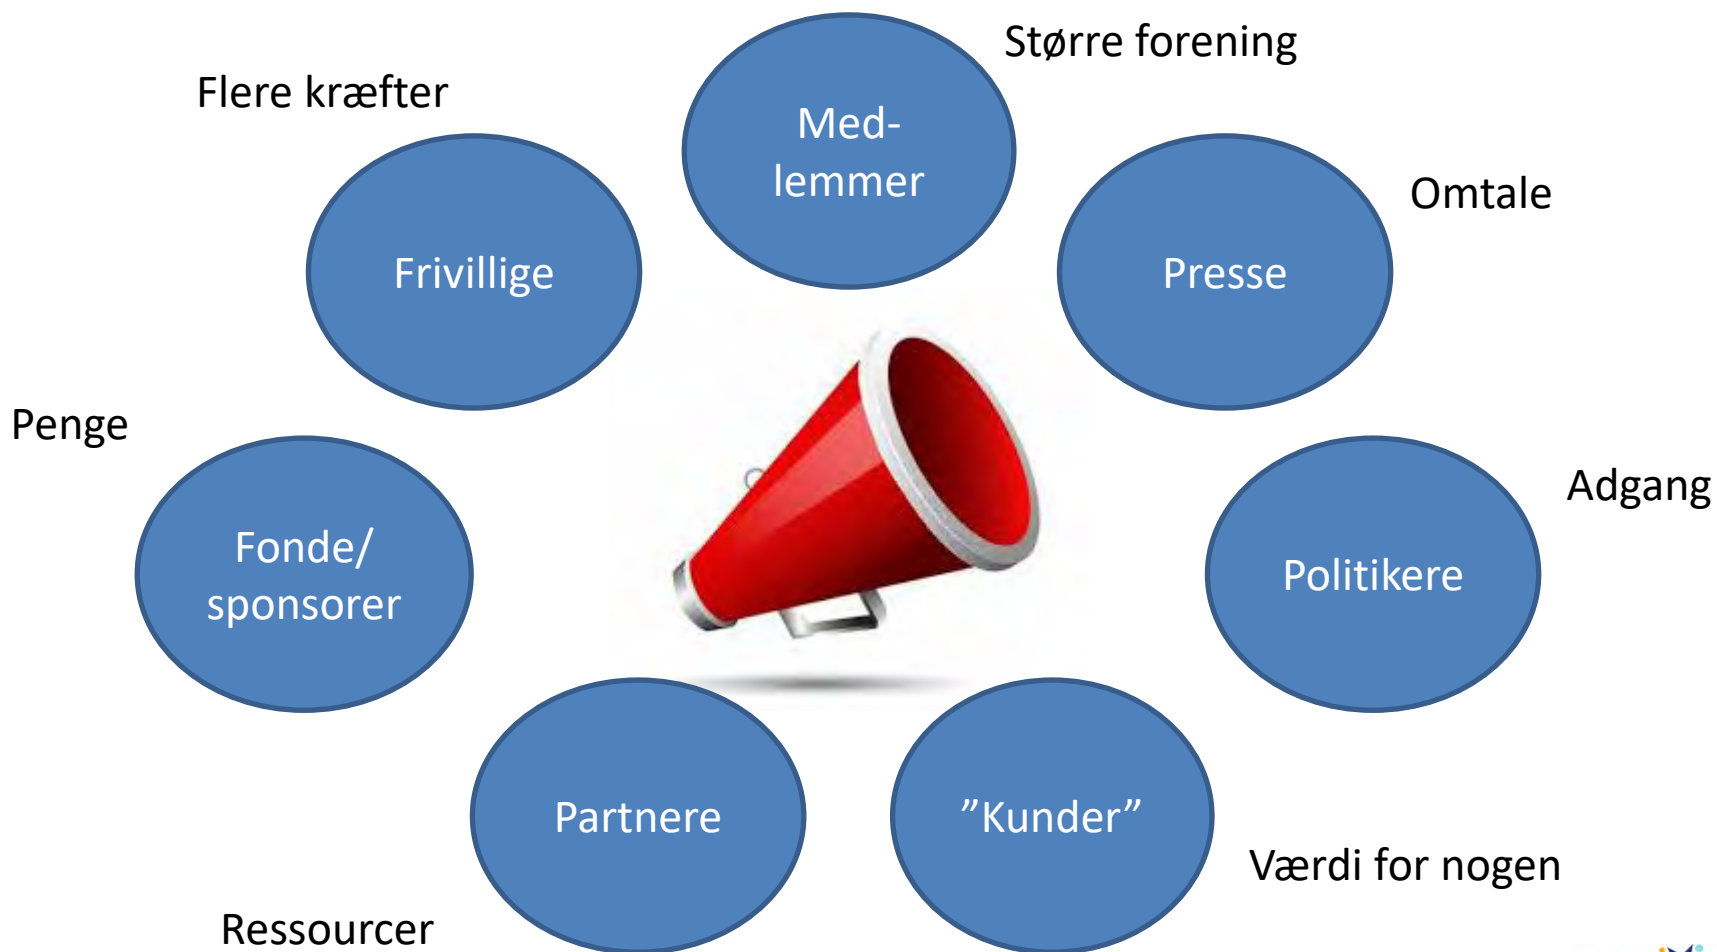 Større forening
Flere kræfter
Med-
lemmer
Omtale
Frivillige
Presse
Penge
Adgang
Fonde/
sponsorer
Politikere
Partnere
”Kunder”
Værdi for nogen
Ressourcer